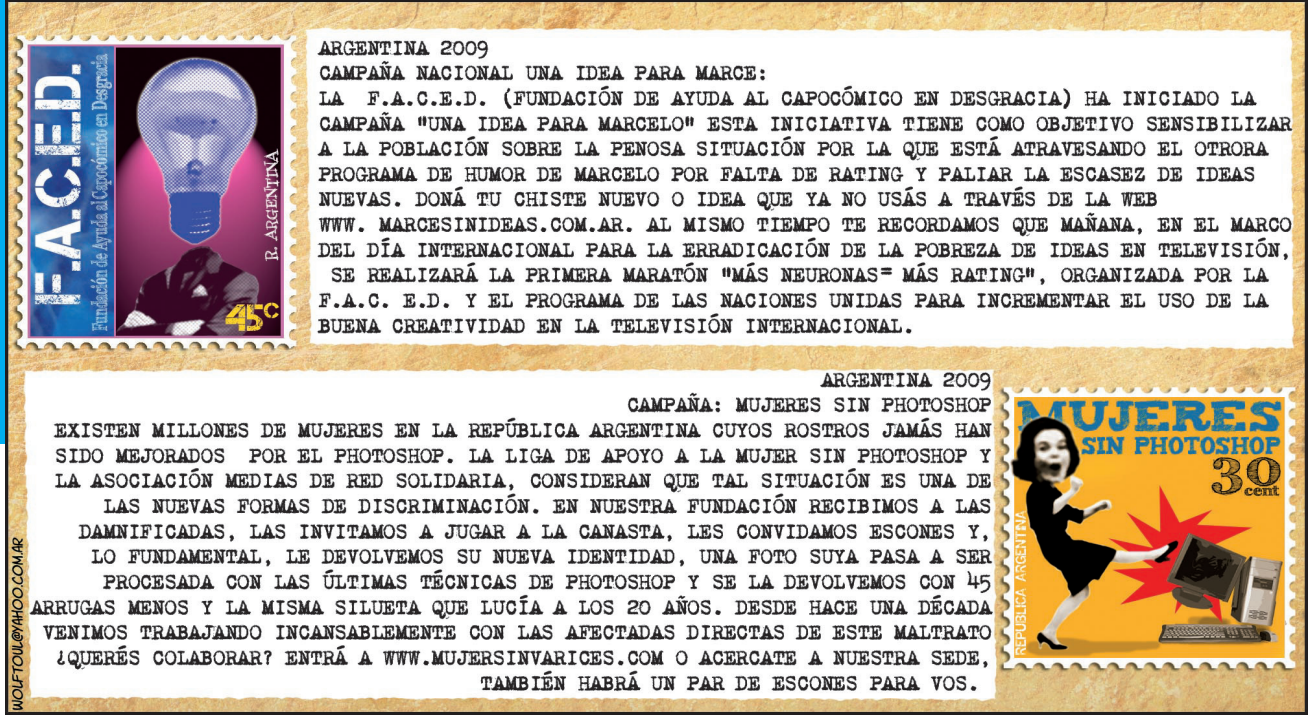 F.A.C.E.D.
Fundación de Ayuda al Capocómico en Desgracia
R. ARGENTINA
45c
ARGENTINA 2009
CAMPAÑA NACIONAL UNA IDEA PARA MARCE:
LA F.A.C.E.D. (FUNDACIÓN DE AYUDA AL CAPOCÓMICO EN DESGRACIA) HA INICIADO LA
CAMPAÑA "UNA IDEA PARA MARCELO" ESTA INICIATIVA TIENE COMO OBJETIVO SENSIBILIZAR
A LA POBLACIÓN SOBRE LA PENOSA SITUACIÓN POR LA QUE ESTÁ ATRAVESANDO EL OTRORA
PROGRAMA DE HUMOR DE MARCELO POR FALTA DE RATING Y PALIAR LA ESCASEZ DE IDEAS
NUEVAS. DONÁ TU CHISTE NUEVO O IDEA QUE YA NO USÁS A TRAVÉS DE LA WEB
WWW. MARCESINIDEAS.COM.AR. AL MISMO TIEMPO TE RECORDAMOS QUE MAÑANA, EN EL MARCO
DEL DÍA INTERNACIONAL PARA LA ERRADICACIÓN DE LA POBREZA DE IDEAS EN TELEVISIÓN,
SE REALIZARÁ LA PRIMERA MARATÓN "MÁS NEURONAS= MÁS RATING", ORGANIZADA POR LA
F.A.C. E.D. Y EL PROGRAMA DE LAS NACIONES UNIDAS PARA INCREMENTAR EL USO DE LA
BUENA CREATIVIDAD EN LA TELEVISIÓN INTERNACIONAL.
ARGENTINA 2009
CAMPAÑA: MUJERES SIN PHOTOSHOP
EXISTEN MILLONES DE MUJERES EN LA REPÚBLICA ARGENTINA CUYOS ROSTROS JAMÁS HAN
SIDO MEJORADOS POR EL PHOTOSHOP. LA LIGA DE APOYO A LA MUJER SIN PHOTOSHOP Y
LA ASOCIACIÓN MEDIAS DE RED SOLIDARIA, CONSIDERAN QUE TAL SITUACIÓN ES UNA DE
LAS NUEVAS FORMAS DE DISCRIMINACIÓN. EN NUESTRA FUNDACIÓN RECIBIMOS A LAS
DAMNIFICADAS, LAS INVITAMOS A JUGAR A LA CANASTA, LES CONVIDAMOS ESCONES Y,
LO FUNDAMENTAL, LE DEVOLVEMOS SU NUEVA IDENTIDAD, UNA FOTO SUYA PASA A SER
PROCESADA CON LAS ÚLTIMAS TÉCNICAS DE PHOTOSHOP Y SE LA DEVOLVEMOS CON 45
ARRUGAS MENOS Y LA MISMA SILUETA QUE LUCÍA A LOS 20 AÑOS. DESDE HACE UNA DÉCADA
VENIMOS TRABAJANDO INCANSABLEMENTE CON LAS AFECTADAS DIRECTAS DE ESTE MALTRATO
¿QUERÉS COLABORAR? ENTRÁ A WWW.MUJERSINVARICES.COM O ACERCATE A NUESTRA SEDE,
TAMBIÉN HABRÁ UN PAR DE ESCONES PARA VOS.
MUJERES
SIN PHOTOSHOP
30
cent
REPUBLICA ARGENTINA
WOLFTOUL@YAHOO.COM.AR